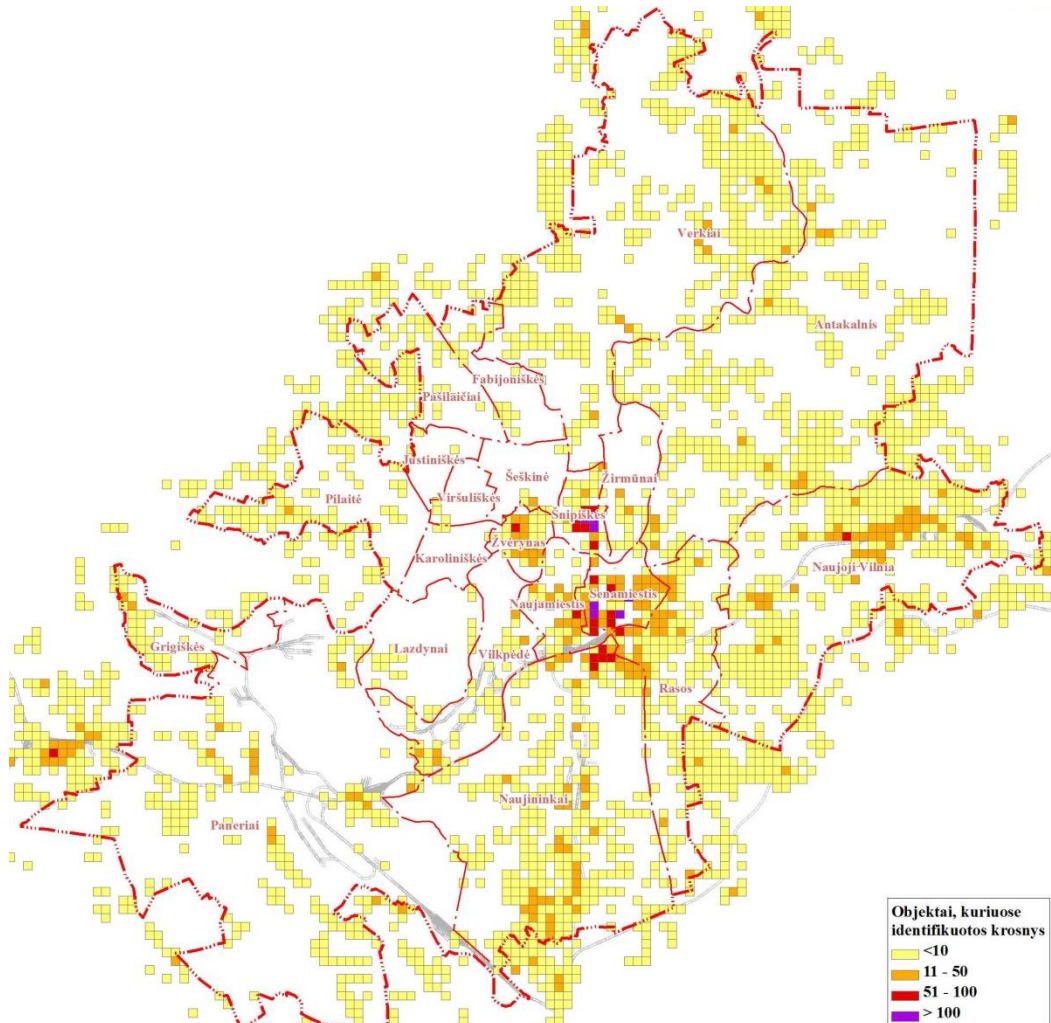 Verkiai
Antakalnis
Fabijoniškės
Pašilaičiai
Justiniškės
Šeškinė
Žirmūnai
Pilaitė
Viršuliškės
Šnipiškės
Žvėrynas
Karoliniškės
Naujoji Vilnia
Senamiestis
Naujamiestis
Grigiškės
Lazdynai
Vilkpėdė
Rasos
Naujininkai
Paneriai
Objektai, kuriuose
identifikuotos krosnys
<10
11 - 50
51 - 100
> 100